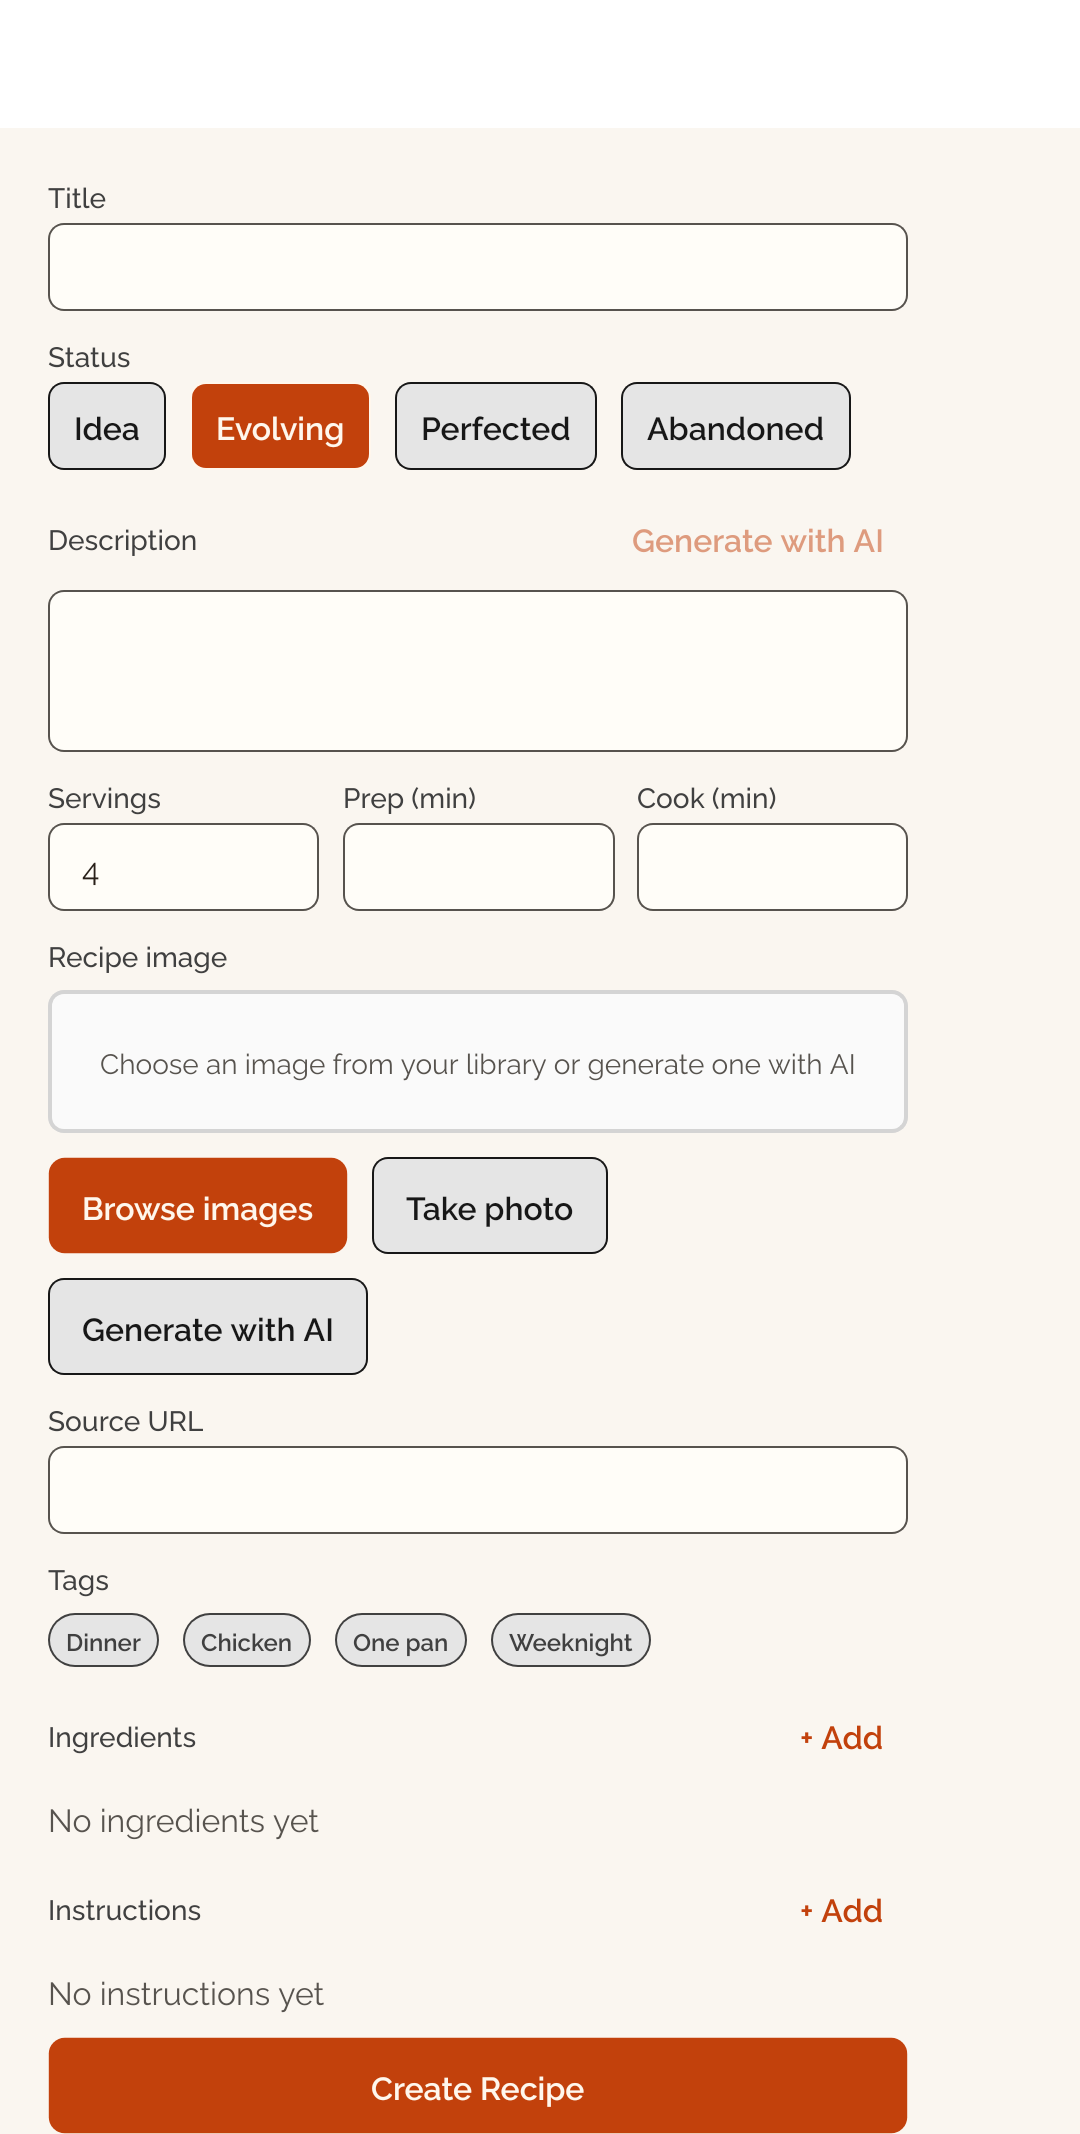 Title
Status
Idea Evolving Perfected Abandoned
Description Generate with AI
Servings Prep (min) Cook (min)
4
Recipe image
Choose an image from your library or generate one with AI
Browse images Take photo
Generate with AI
Source URL
Tags
Dinner Chicken One pan Weeknight
Ingredients + Add
No ingredients yet
Instructions + Add
No instructions yet
Create Recipe